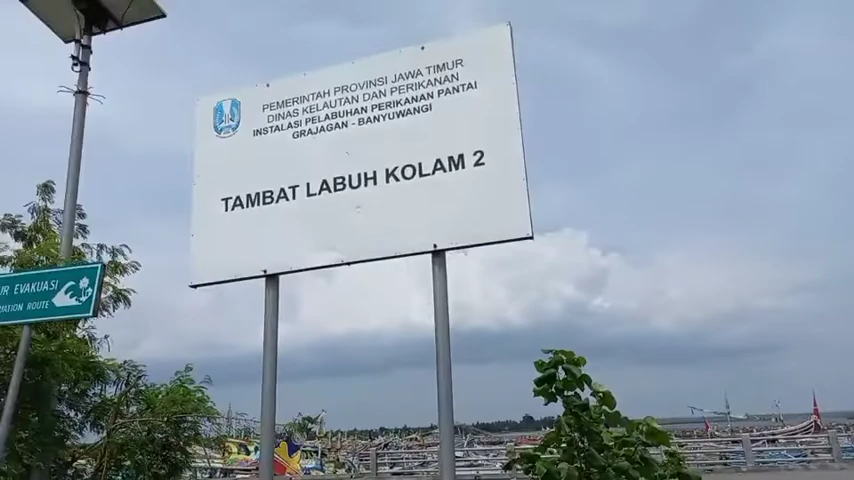 PEMERINTAH PROVINSI JAWA TIMUR
DINAS KELAUTAN DAN PERIKANAN
INSTALASI PELABUHAN PERIKANAN PANTAI
GRAJAGAN - BANYUWANGI
TAMBAT LABUH KOLAM 2
EVAKUASI
ROUTE